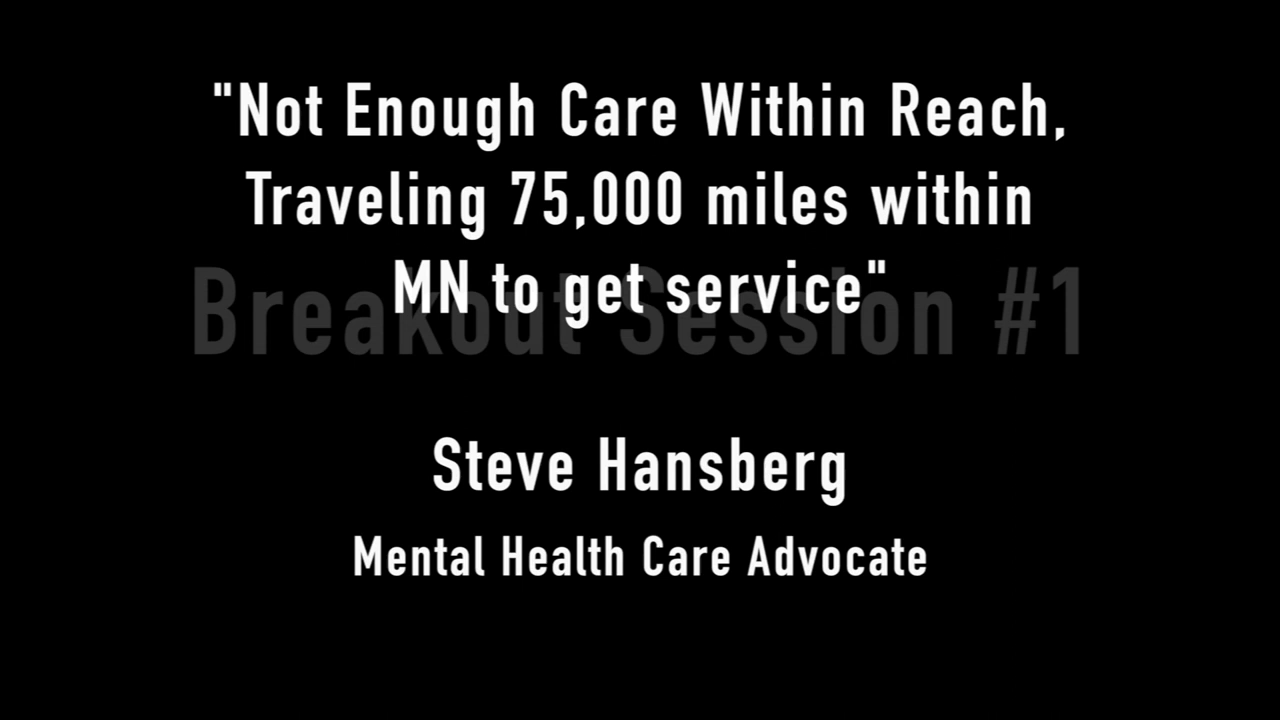 "Not Enough Care Within Reach,
Traveling 75,000 miles within
MN to get service"
Breakout Session #1
Steve Hansberg
Mental Health Care Advocate